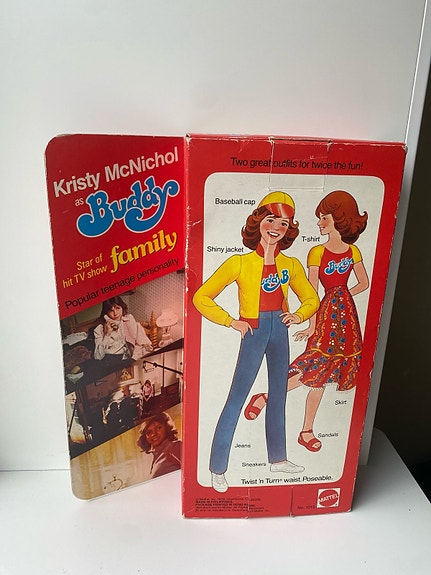 Kristy McNichol
as
Buddy
Star of
hit TV show
family
Popular teenage personality
Two great outfits for twice the fun!
Baseball cap
Shiny jacket
T-shirt
Buddy
Skirt
Sandals
Jeans
Sneakers
Twist 'n Turn® waist. Poseable.
MATTEL